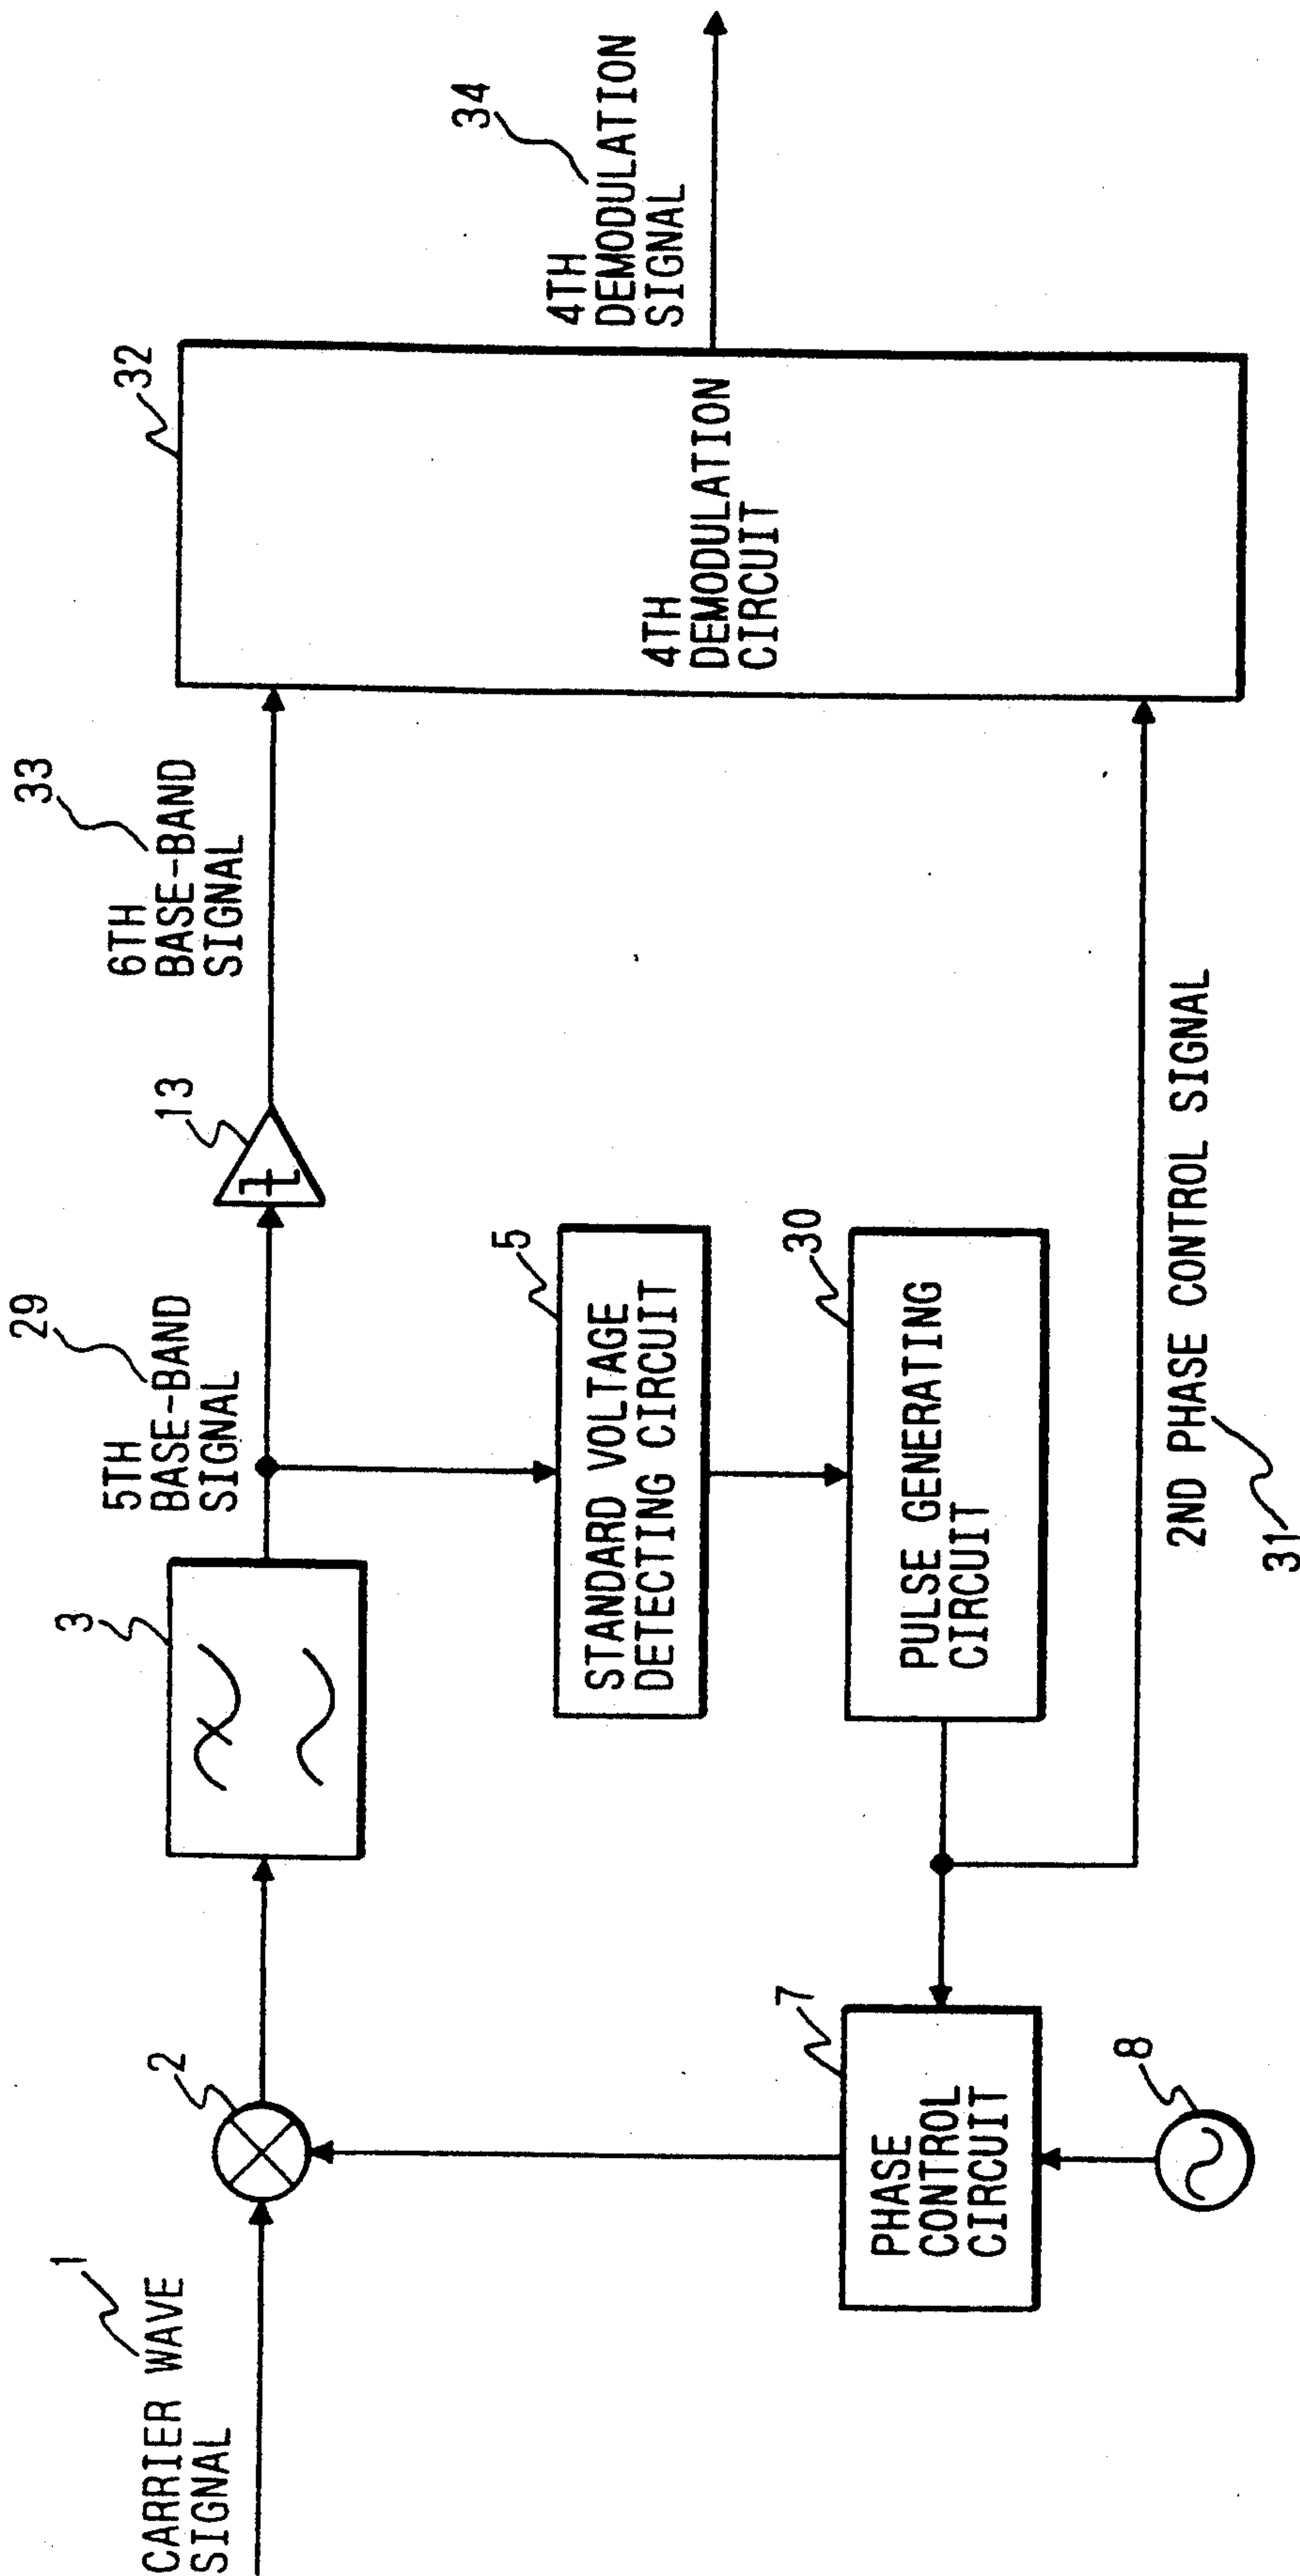 1
CARRIER WAVE
SIGNAL
2
3
5TH
BASE-BAND
SIGNAL
29
13
6TH
BASE-BAND
SIGNAL
33
32
4TH
DEMODULATION
CIRCUIT
4TH
DEMODULATION
SIGNAL
34
5
STANDARD VOLTAGE
DETECTING CIRCUIT
30
PULSE GENERATING
CIRCUIT
7
PHASE
CONTROL
CIRCUIT
8
2ND PHASE CONTROL SIGNAL
31